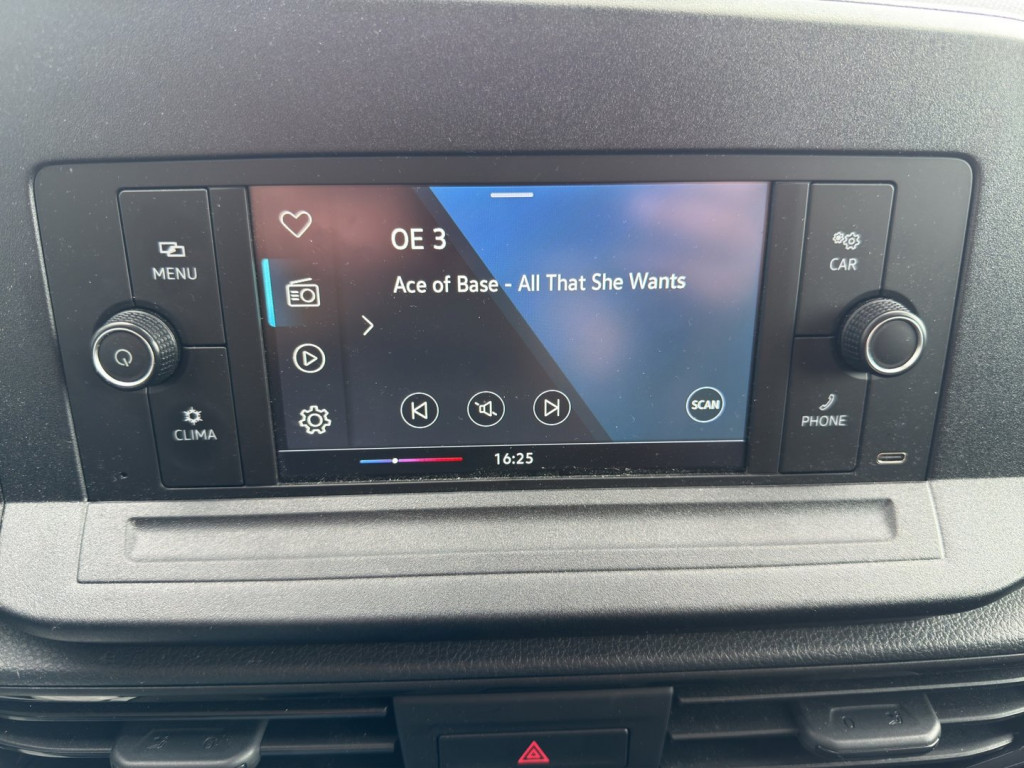 MENU
CLIMA
OE 3
Ace of Base - All That She Wants
SCAN
16:25
CAR
PHONE